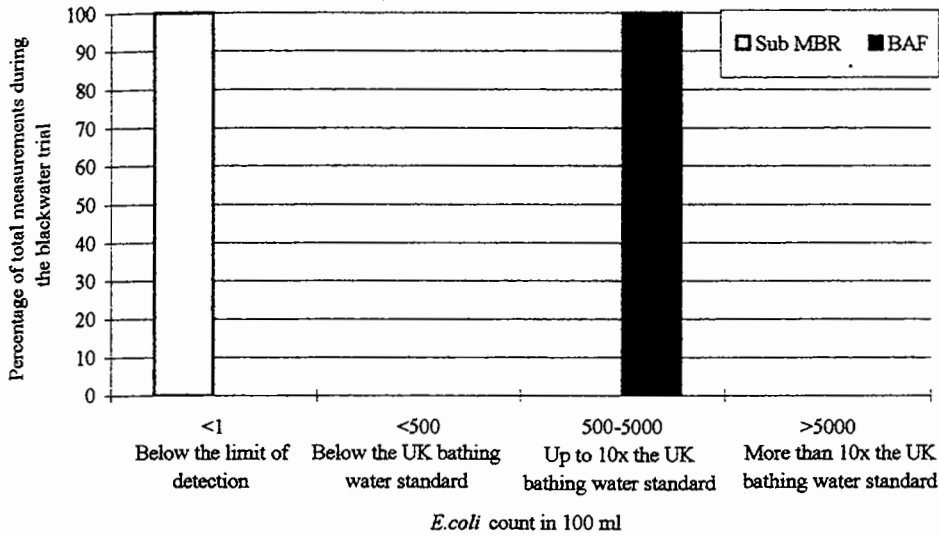 Percentage of total measurements during
the blackwater trial
100
90
80
70
60
50
40
30
20
10
0
Sub MBR BAF
<1 <500 500-5000 >5000
Below the limit of Below the UK bathing Up to 10x the UK More than 10x the UK
detection water standard bathing water standard bathing water standard
E.coli count in 100 ml